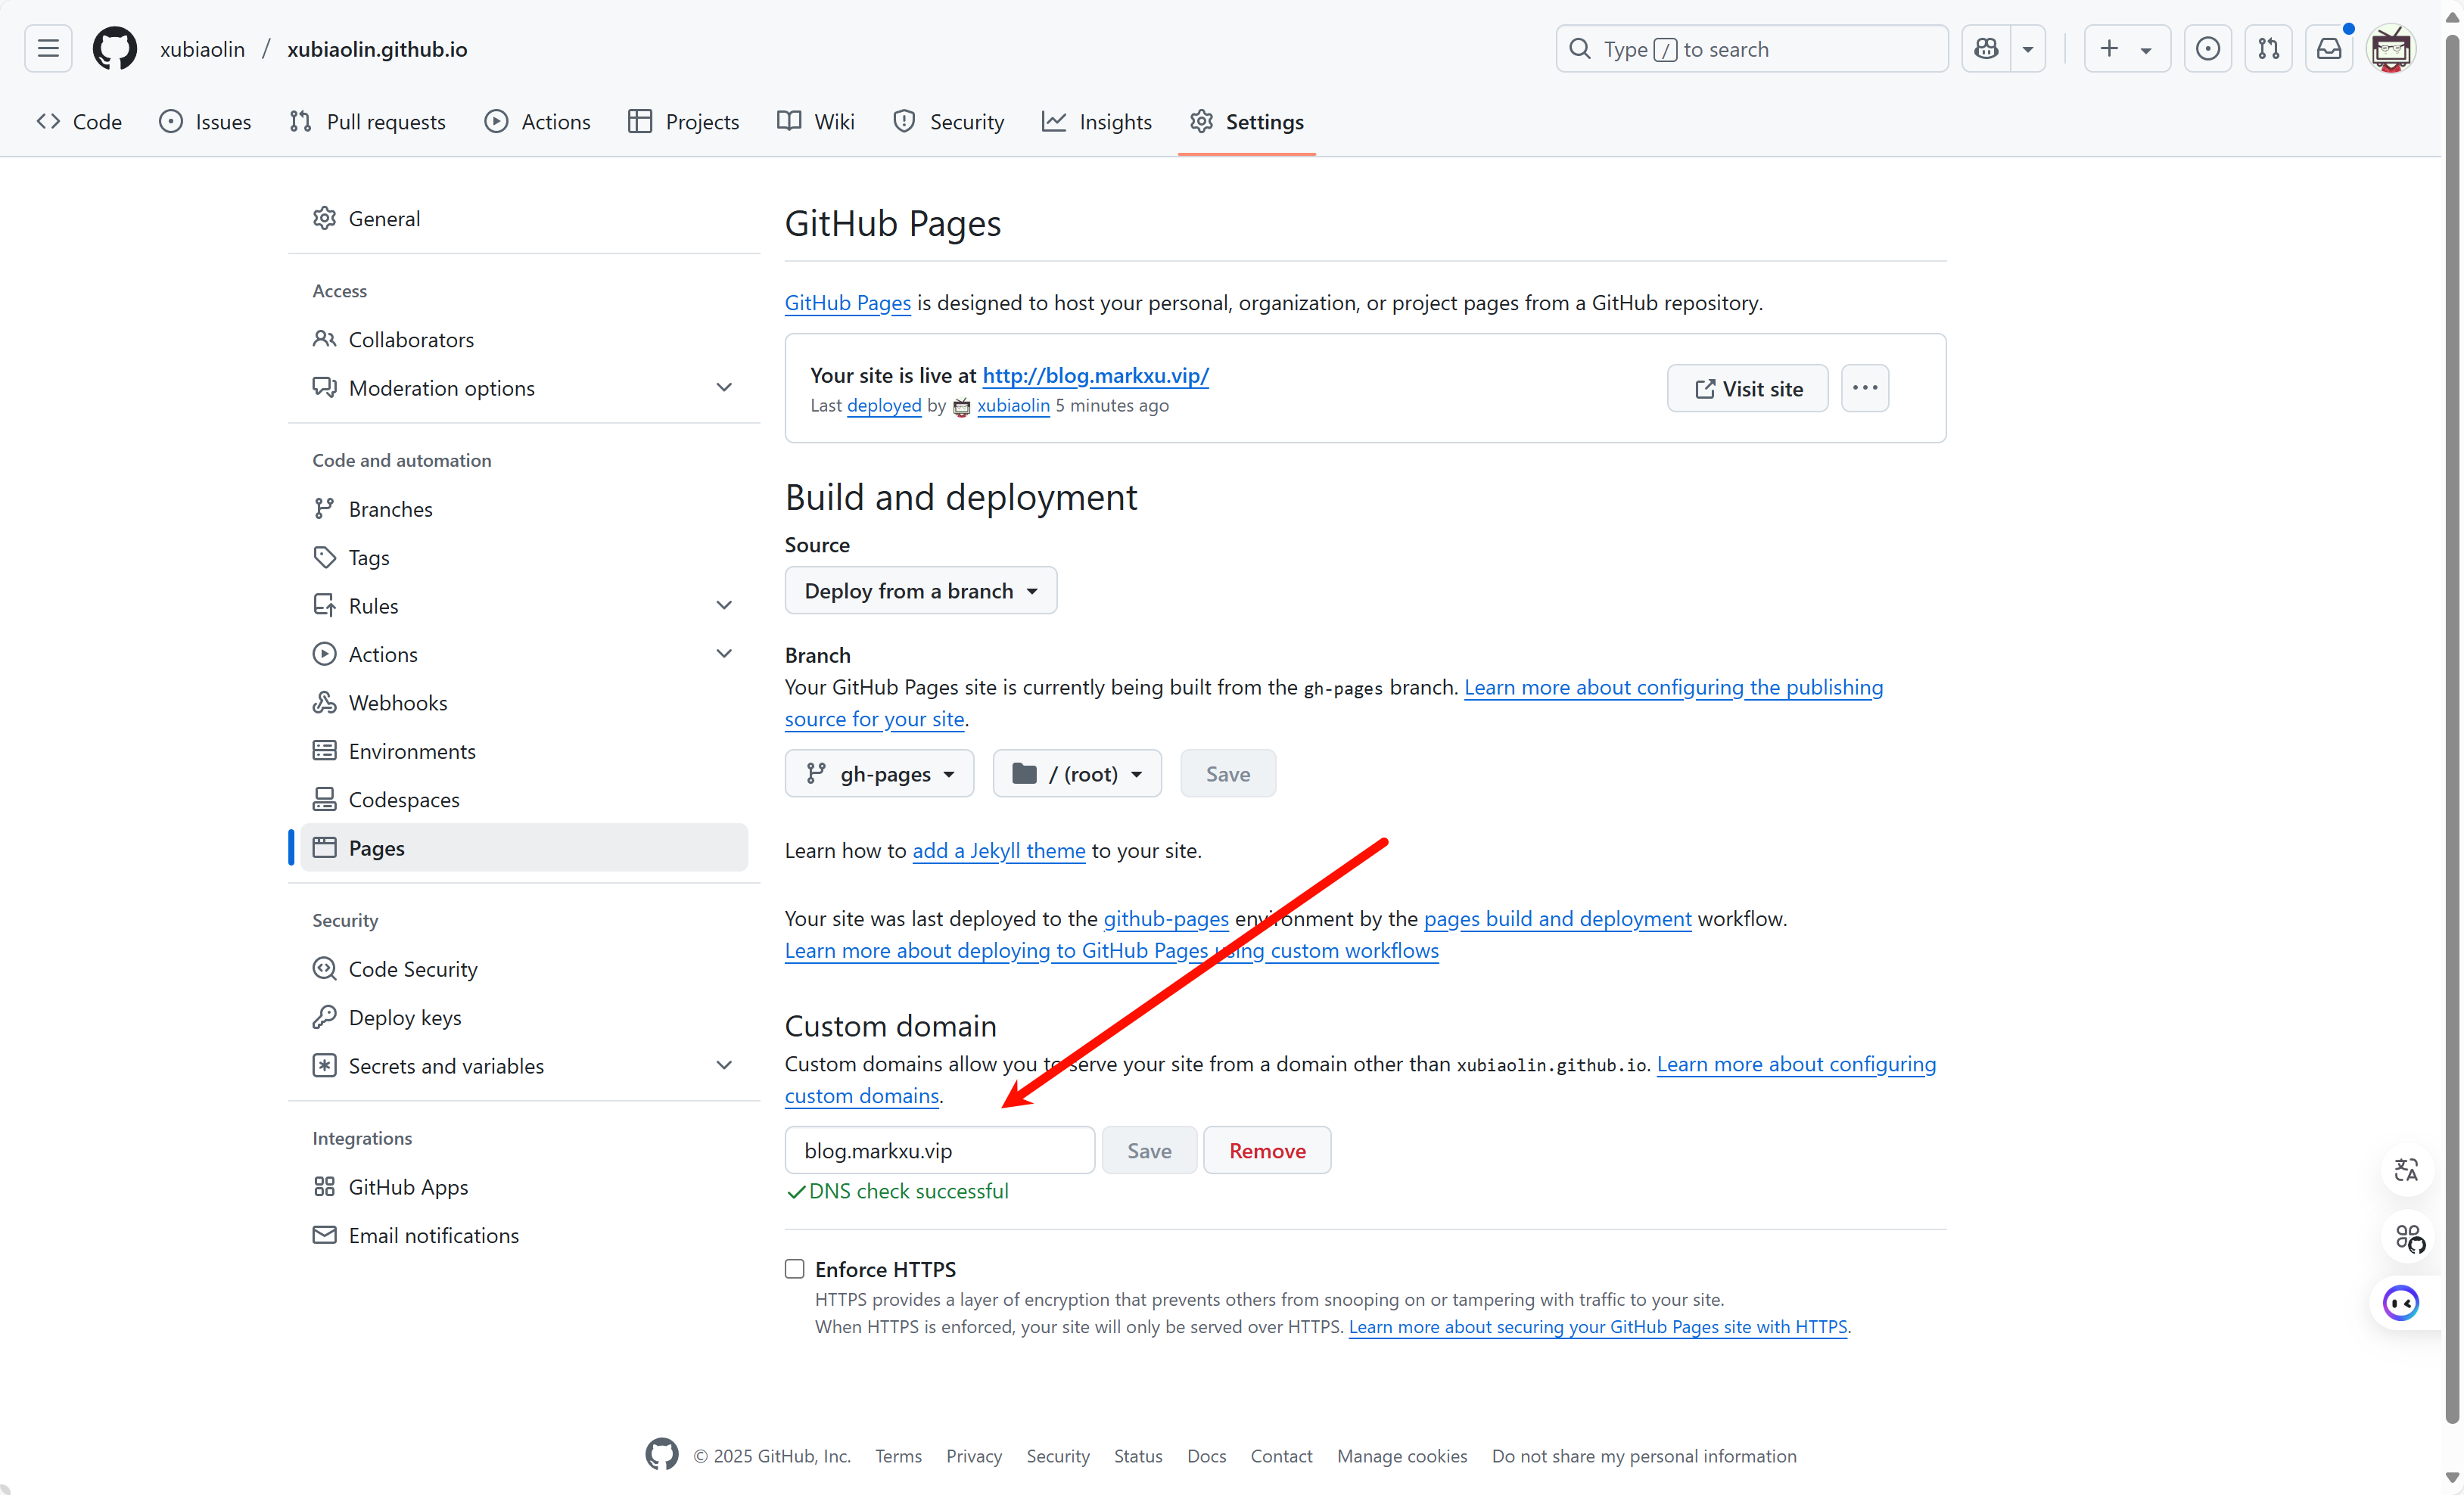 xubiaolin / xubiaolin.github.io
Type / to search
Code
Issues
Pull requests
Actions
Projects
Wiki
Security
Insights
Settings
General
Access
Collaborators
Moderation options
Code and automation
Branches
Tags
Rules
Actions
Webhooks
Environments
Codespaces
Pages
Security
Code Security
Deploy keys
Secrets and variables
Integrations
GitHub Apps
Email notifications
GitHub Pages
GitHub Pages is designed to host your personal, organization, or project pages from a GitHub repository.
Your site is live at http://blog.markxu.vip/
Last deployed by xubiaolin 5 minutes ago
Visit site
Build and deployment
Source
Deploy from a branch
Branch
Your GitHub Pages site is currently being built from the gh-pages branch. Learn more about configuring the publishing
source for your site.
gh-pages
/ (root)
Save
Learn how to add a Jekyll theme to your site.
Your site was last deployed to the github-pages environment by the pages build and deployment workflow.
Learn more about deploying to GitHub Pages using custom workflows
Custom domain
Custom domains allow you to serve your site from a domain other than xubiaolin.github.io. Learn more about configuring
custom domains.
blog.markxu.vip
Save
Remove
DNS check successful
Enforce HTTPS
HTTPS provides a layer of encryption that prevents others from snooping on or tampering with traffic to your site.
When HTTPS is enforced, your site will only be served over HTTPS. Learn more about securing your GitHub Pages site with HTTPS.
© 2025 GitHub, Inc.
Terms
Privacy
Security
Status
Docs
Contact
Manage cookies
Do not share my personal information